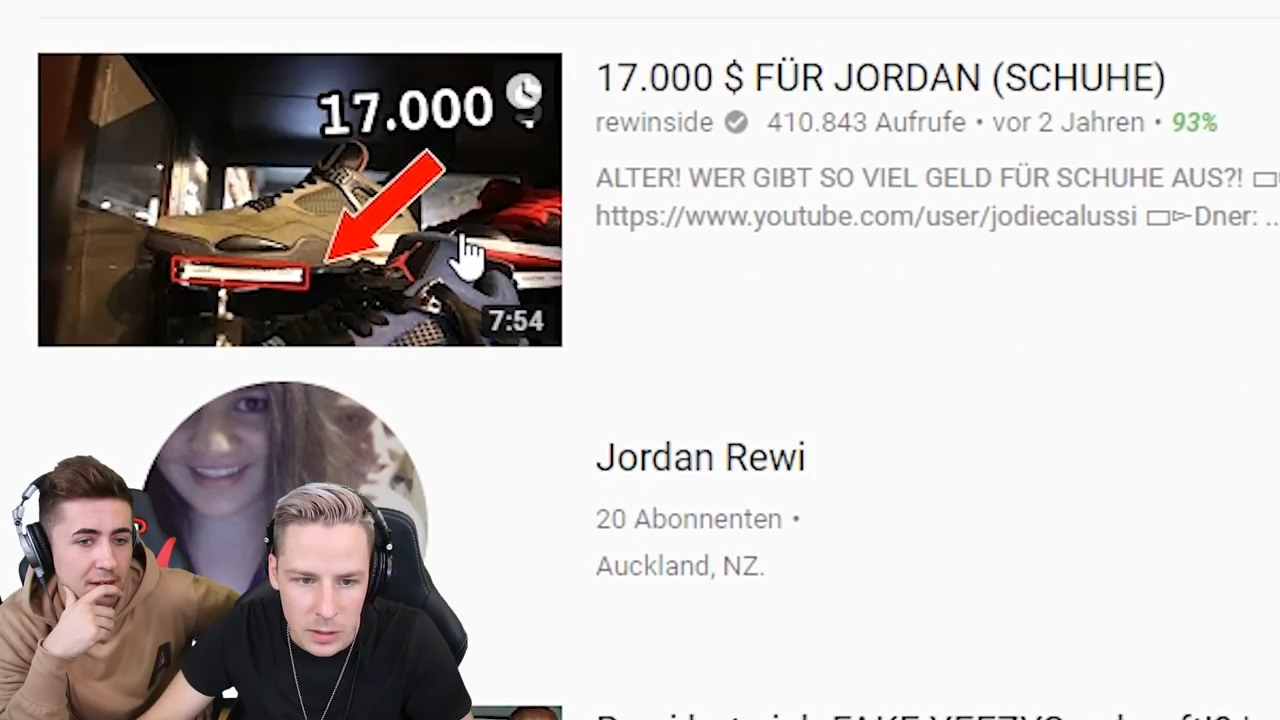 17.000
7:54
17.000 $ FÜR JORDAN (SCHUHE)
rewinside 410.843 Aufrufe • vor 2 Jahren • 93%
ALTER! WER GIBT SO VIEL GELD FÜR SCHUHE AUS?!
https://www.youtube.com/user/jodiecalussi Dner: ...
Jordan Rewi
20 Abonnenten •
Auckland, NZ.
A